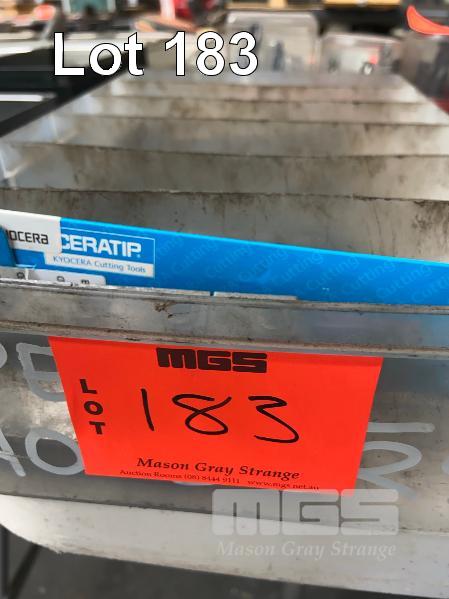 Lot 183
KYOCERA
CERATIP
KYOCERA Cutting Tools
MGS
LOT
183
Mason Gray Strange
Auction Rooms (08) 8444 9111 www.mgs.net.au
MGS
Mason Gray Strange